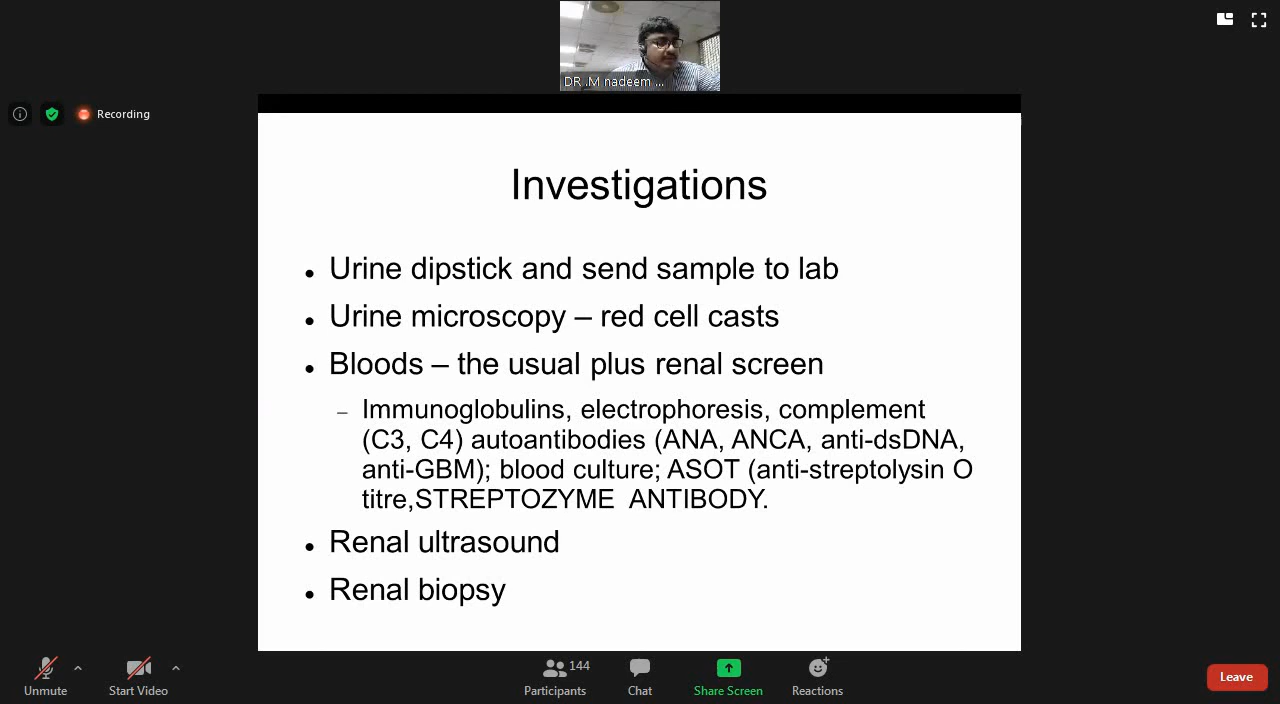 DR .M nadeem ...
Recording
Investigations
Urine dipstick and send sample to lab
Urine microscopy – red cell casts
Bloods – the usual plus renal screen
– Immunoglobulins, electrophoresis, complement
(C3, C4) autoantibodies (ANA, ANCA, anti-dsDNA,
anti-GBM); blood culture; ASOT (anti-streptolysin O
titre,STREPTOZYME ANTIBODY.
Renal ultrasound
Renal biopsy
Unmute
Start Video
144
Participants
Chat
Share Screen
Reactions
Leave